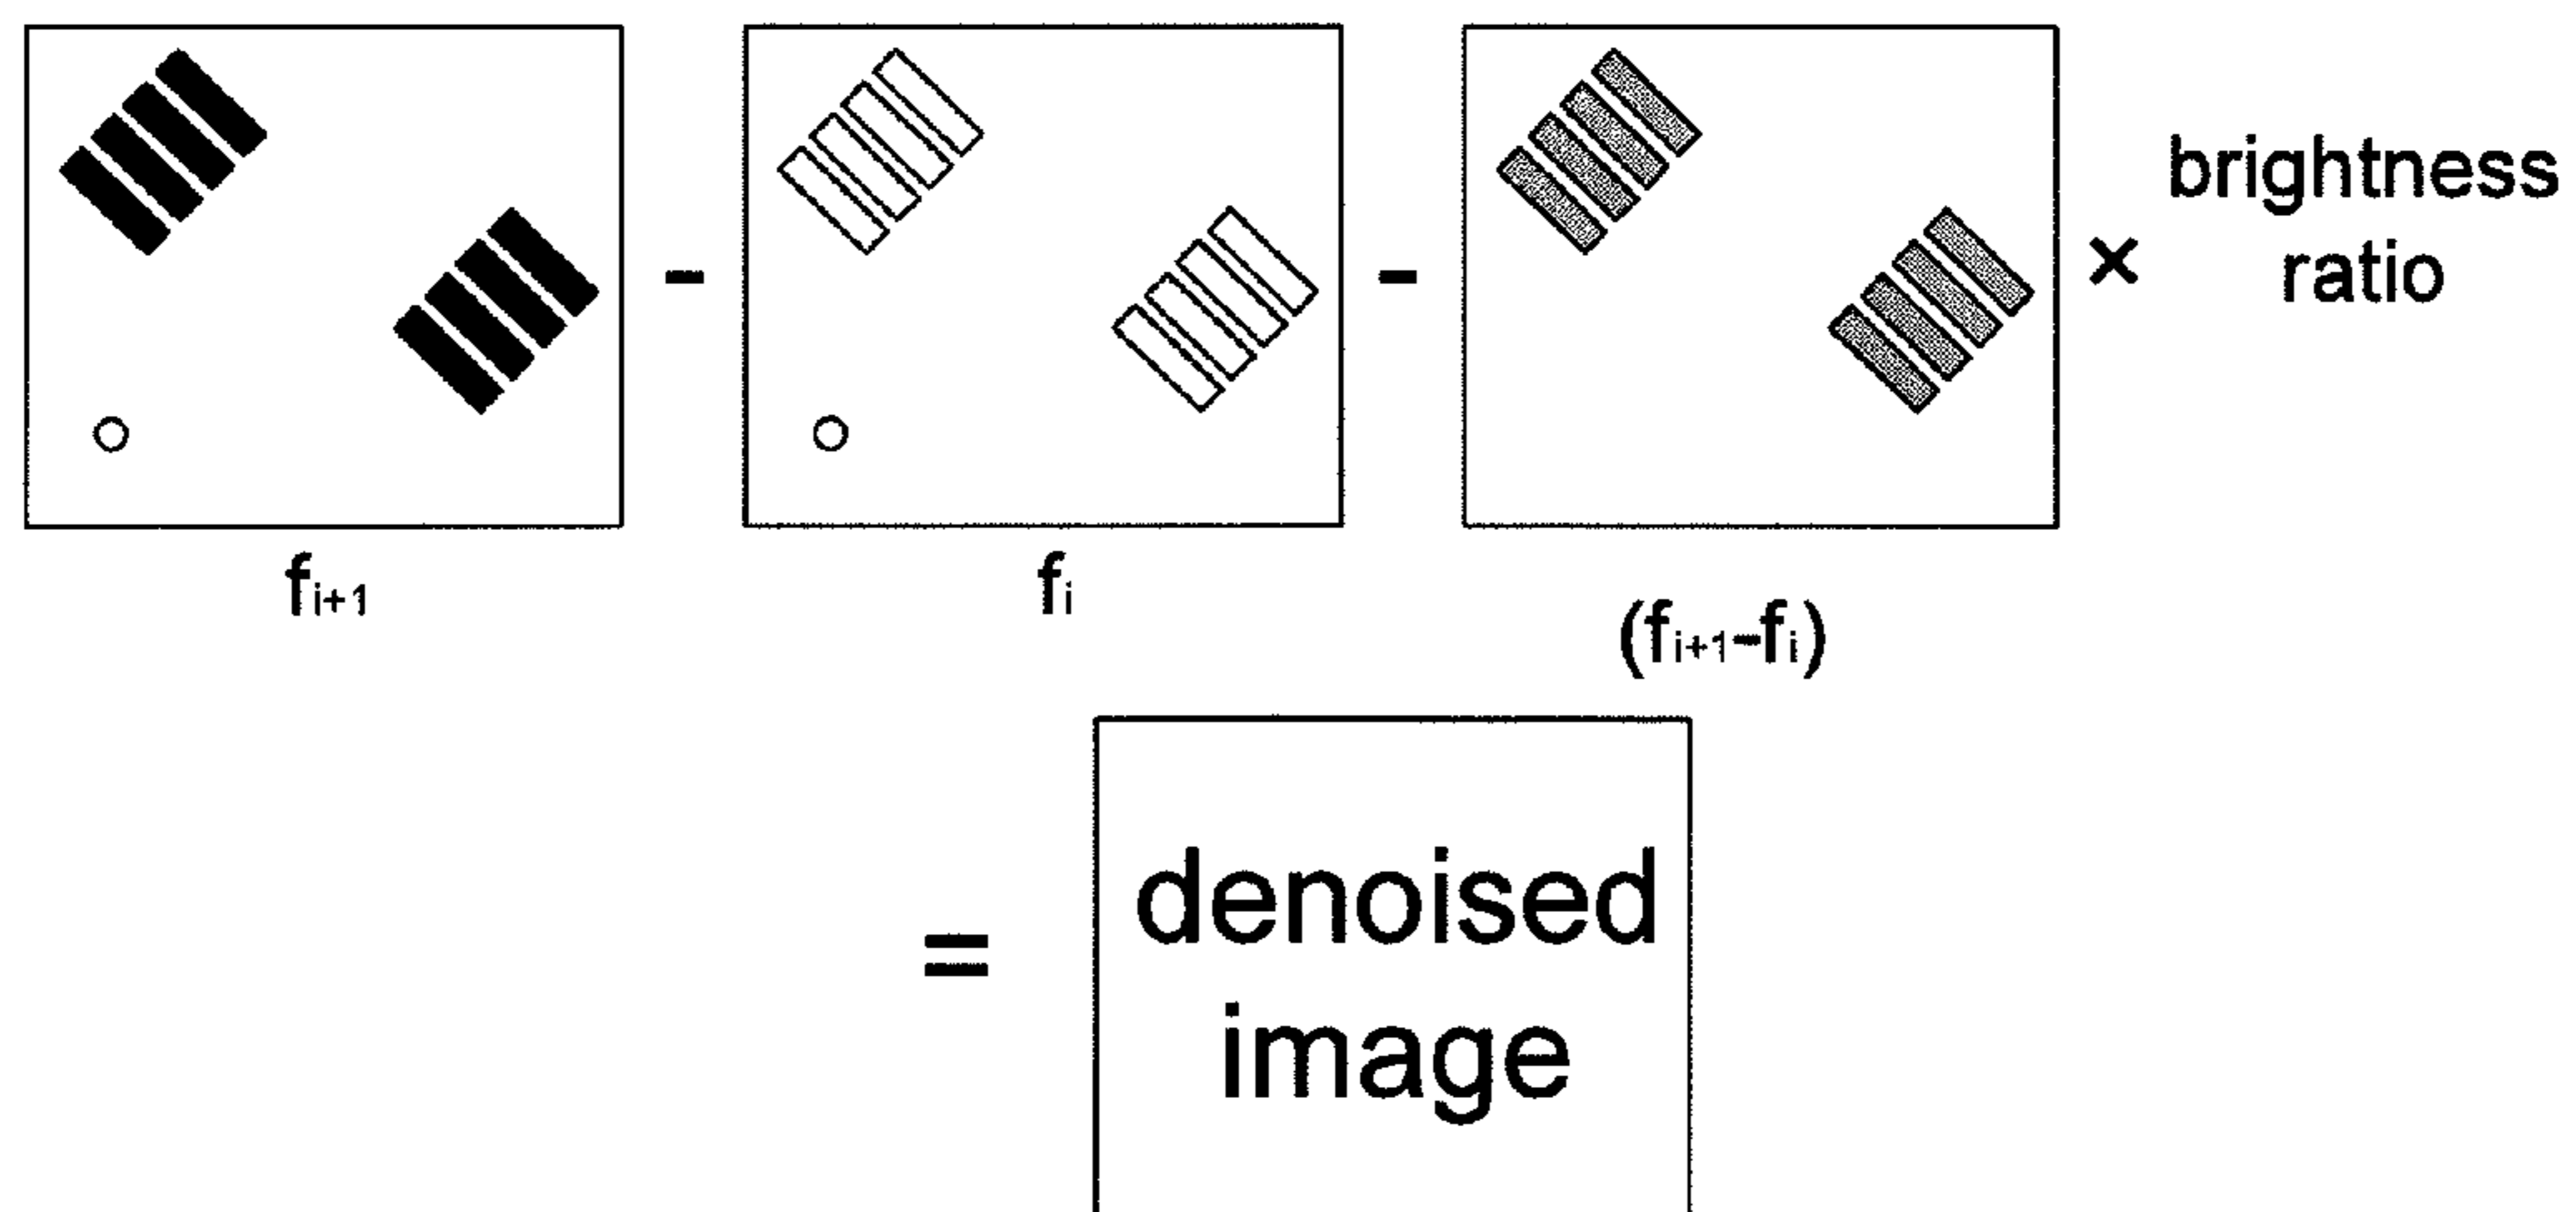 - - × brightness
ratio
fi+1 fi (fi+1-fi)
= denoised
image